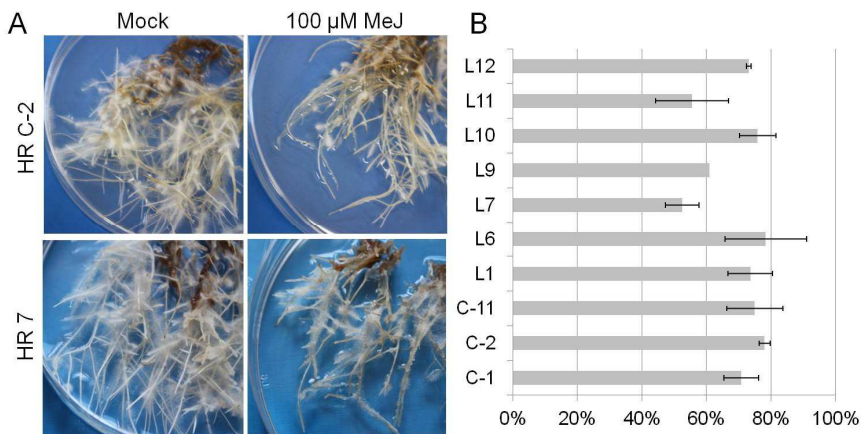 A
Mock
100 µM MeJ
HR C-2
HR 7
B
L12
L11
L10
L9
L7
L6
L1
C-11
C-2
C-1
0% 20% 40% 60% 80% 100%